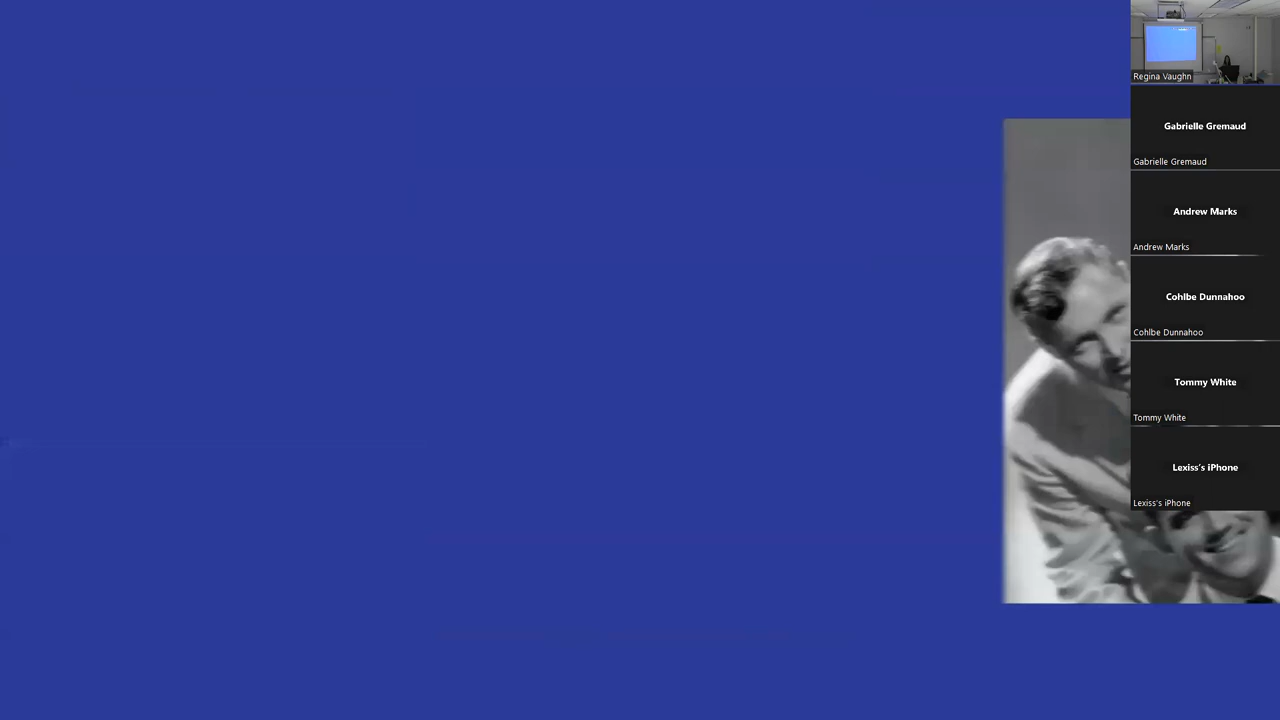 Regina Vaughn
Gabrielle Gremaud
Gabrielle Gremaud
Andrew Marks
Andrew Marks
Cohlbe Dunnahoo
Cohlbe Dunnahoo
Tommy White
Tommy White
Lexiss's iPhone
Lexiss's iPhone